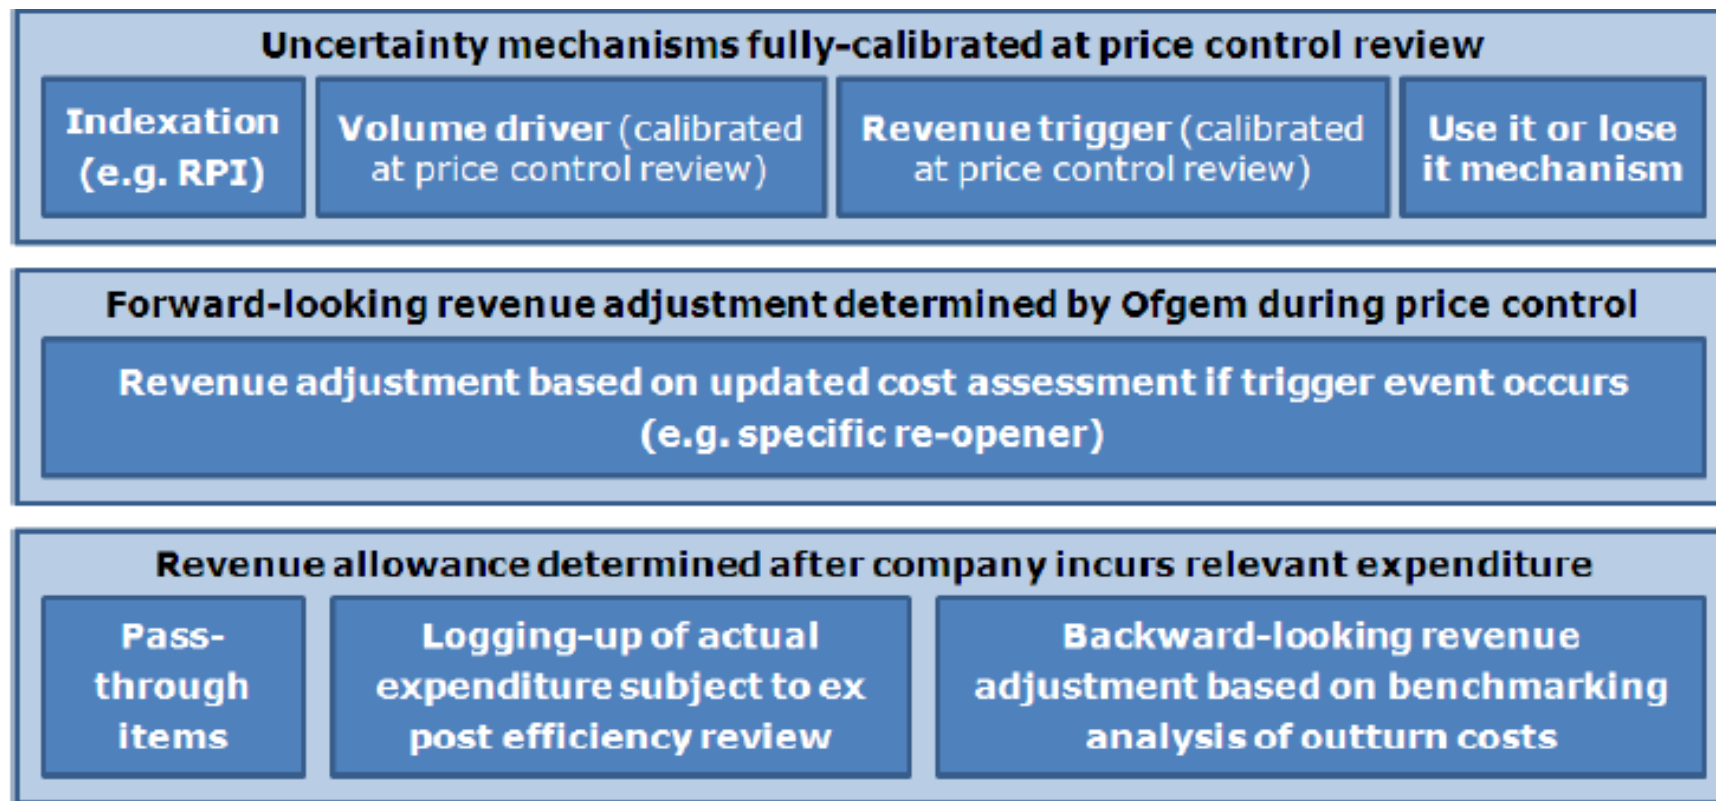 Uncertainty mechanisms fully-calibrated at price control review
Indexation
(e.g. RPI)
Volume driver (calibrated
at price control review)
Revenue trigger (calibrated
at price control review)
Use it or lose
it mechanism
Forward-looking revenue adjustment determined by Ofgem during price control
Revenue adjustment based on updated cost assessment if trigger event occurs
(e.g. specific re-opener)
Revenue allowance determined after company incurs relevant expenditure
Pass-
through
items
Logging-up of actual
expenditure subject to ex
post efficiency review
Backward-looking revenue
adjustment based on benchmarking
analysis of outturn costs